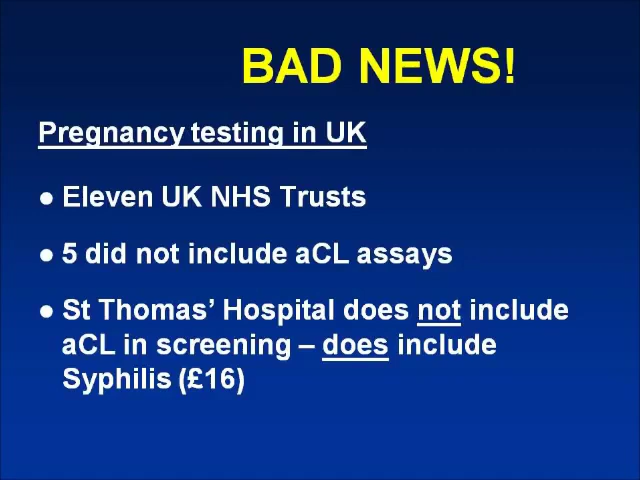 BAD NEWS!
Pregnancy testing in UK
● Eleven UK NHS Trusts
● 5 did not include aCL assays
● St Thomas’ Hospital does not include
aCL in screening – does include
Syphilis (£16)